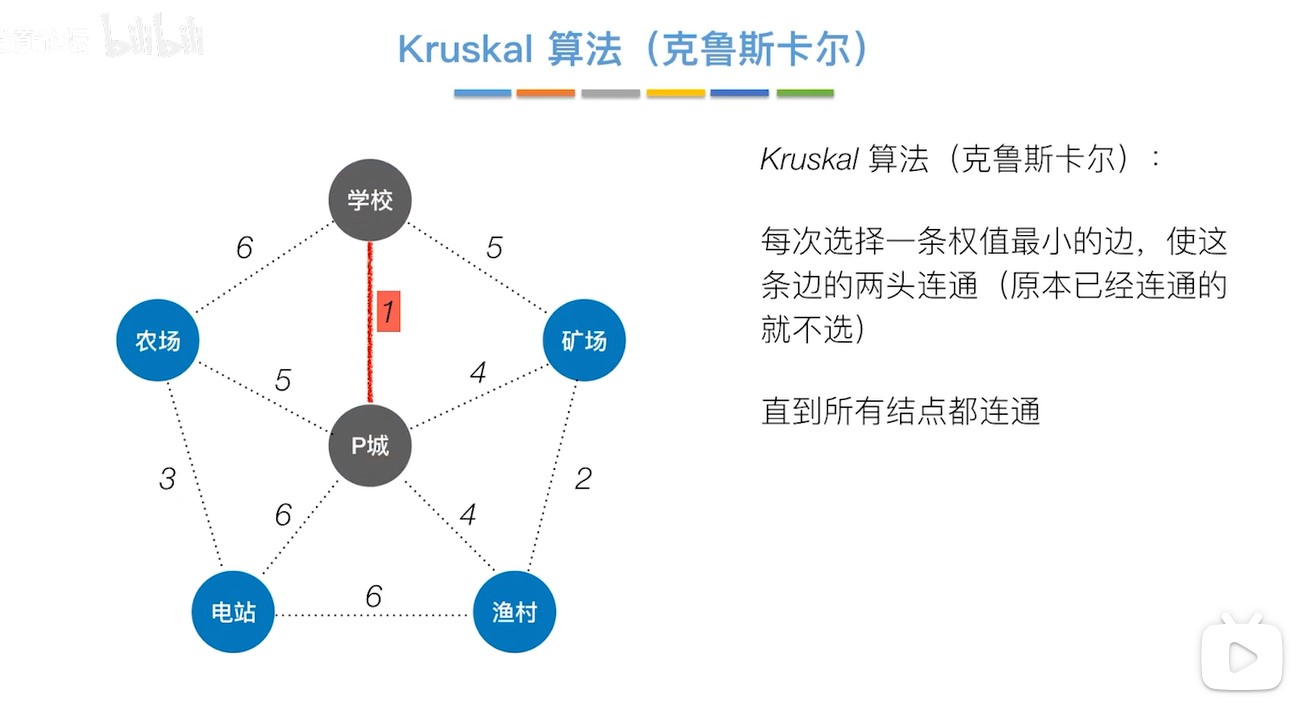 bilibili
Kruskal 算法（克鲁斯卡尔）
Kruskal 算法（克鲁斯卡尔）：
每次选择一条权值最小的边，使这
条边的两头连通（原本已经连通的
就不选）
直到所有结点都连通
学校
6
5
1
农场
矿场
5
4
P城
3
2
6
4
6
电站
渔村